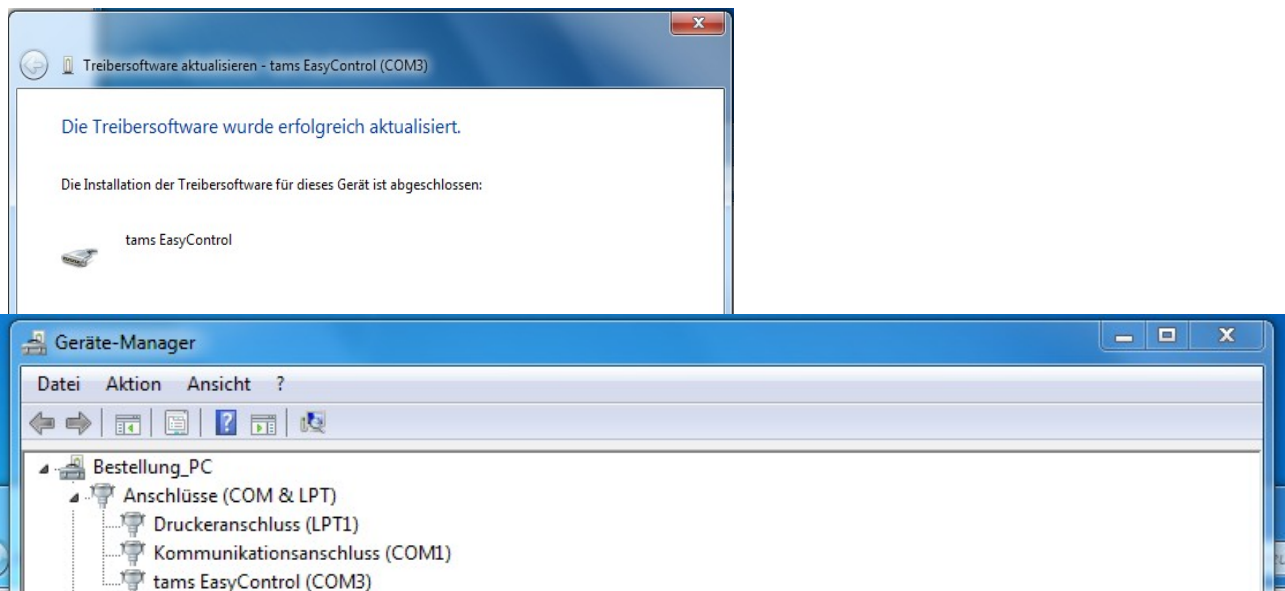 Treibersoftware aktualisieren - tams EasyControl (COM3)
Die Treibersoftware wurde erfolgreich aktualisiert.
Die Installation der Treibersoftware für dieses Gerät ist abgeschlossen:
tams EasyControl
Geräte-Manager
Datei Aktion Ansicht ?
Bestellung_PC
Anschlüsse (COM & LPT)
Druckeranschluss (LPT1)
Kommunikationsanschluss (COM1)
tams EasyControl (COM3)